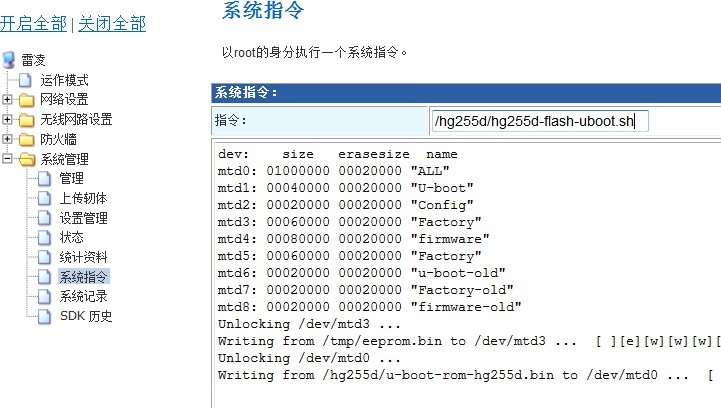 开启全部 | 关闭全部
雷凌
运作模式
网络设置
无线网路设置
防火墙
系统管理
管理
上传轫体
设置管理
状态
统计资料
系统指令
系统记录
SDK 历史
系统指令
以root的身分执行一个系统指令。
系统指令:
指令: /hg255d/hg255d-flash-uboot.sh
dev: size erasesize name
mtd0: 01000000 00020000 "ALL"
mtd1: 00040000 00020000 "U-boot"
mtd2: 00020000 00020000 "Config"
mtd3: 00060000 00020000 "Factory"
mtd4: 00080000 00020000 "firmware"
mtd5: 00060000 00020000 "Factory"
mtd6: 00020000 00020000 "u-boot-old"
mtd7: 00020000 00020000 "Factory-old"
mtd8: 00020000 00020000 "firmware-old"
Unlocking /dev/mtd3 ...
Writing from /tmp/eeprom.bin to /dev/mtd3 ... [ ][e][w][w][w][
Unlocking /dev/mtd0 ...
Writing from /hg255d/u-boot-rom-hg255d.bin to /dev/mtd0 ... [